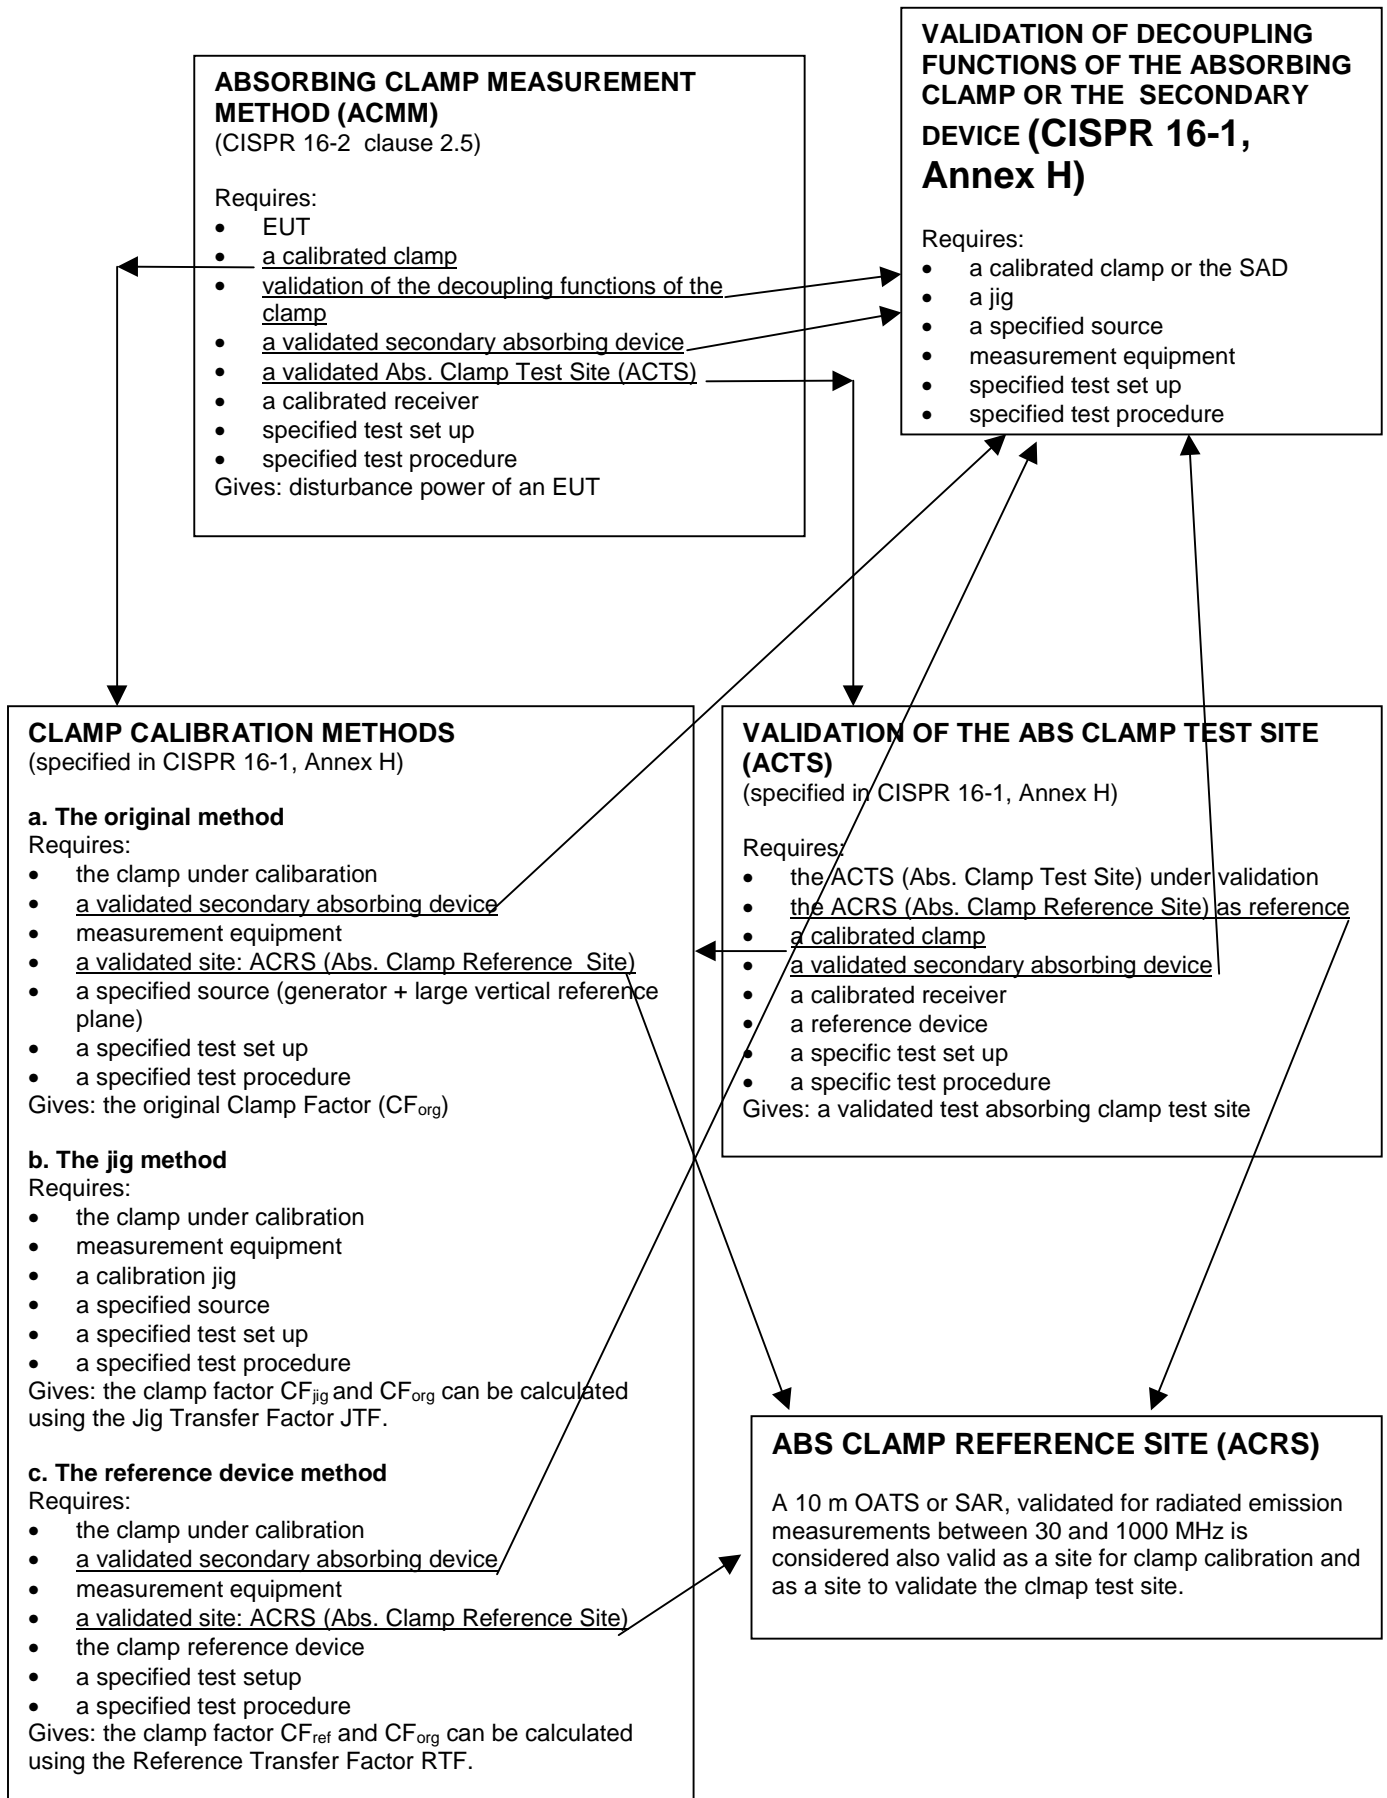 ABSORBING CLAMP MEASUREMENT
METHOD (ACMM)
(CISPR 16-2 clause 2.5)
Requires:
• EUT
• a calibrated clamp
• validation of the decoupling functions of the
clamp
• a validated secondary absorbing device
• a validated Abs. Clamp Test Site (ACTS)
• a calibrated receiver
• specified test set up
• specified test procedure
Gives: disturbance power of an EUT
VALIDATION OF DECOUPLING
FUNCTIONS OF THE ABSORBING
CLAMP OR THE SECONDARY
DEVICE (CISPR 16-1,
Annex H)
Requires:
• a calibrated clamp or the SAD
• a jig
• a specified source
• measurement equipment
• specified test set up
• specified test procedure
CLAMP CALIBRATION METHODS
(specified in CISPR 16-1, Annex H)
a. The original method
Requires:
• the clamp under calibaration
• a validated secondary absorbing device
• measurement equipment
• a validated site: ACRS (Abs. Clamp Reference Site)
• a specified source (generator + large vertical reference
plane)
• a specified test set up
• a specified test procedure
Gives: the original Clamp Factor (CForg)
b. The jig method
Requires:
• the clamp under calibration
• measurement equipment
• a calibration jig
• a specified source
• a specified test set up
• a specified test procedure
Gives: the clamp factor CFjig and CForg can be calculated
using the Jig Transfer Factor JTF.
c. The reference device method
Requires:
• the clamp under calibration
• a validated secondary absorbing device
• measurement equipment
• a validated site: ACRS (Abs. Clamp Reference Site)
• the clamp reference device
• a specified test setup
• a specified test procedure
Gives: the clamp factor CFref and CForg can be calculated
using the Reference Transfer Factor RTF.
VALIDATION OF THE ABS CLAMP TEST SITE
(ACTS)
(specified in CISPR 16-1, Annex H)
Requires:
• the ACTS (Abs. Clamp Test Site) under validation
• the ACRS (Abs. Clamp Reference Site) as reference
• a calibrated clamp
• a validated secondary absorbing device
• a calibrated receiver
• a reference device
• a specific test set up
• a specific test procedure
Gives: a validated test absorbing clamp test site
ABS CLAMP REFERENCE SITE (ACRS)
A 10 m OATS or SAR, validated for radiated emission
measurements between 30 and 1000 MHz is
considered also valid as a site for clamp calibration and
as a site to validate the clmap test site.